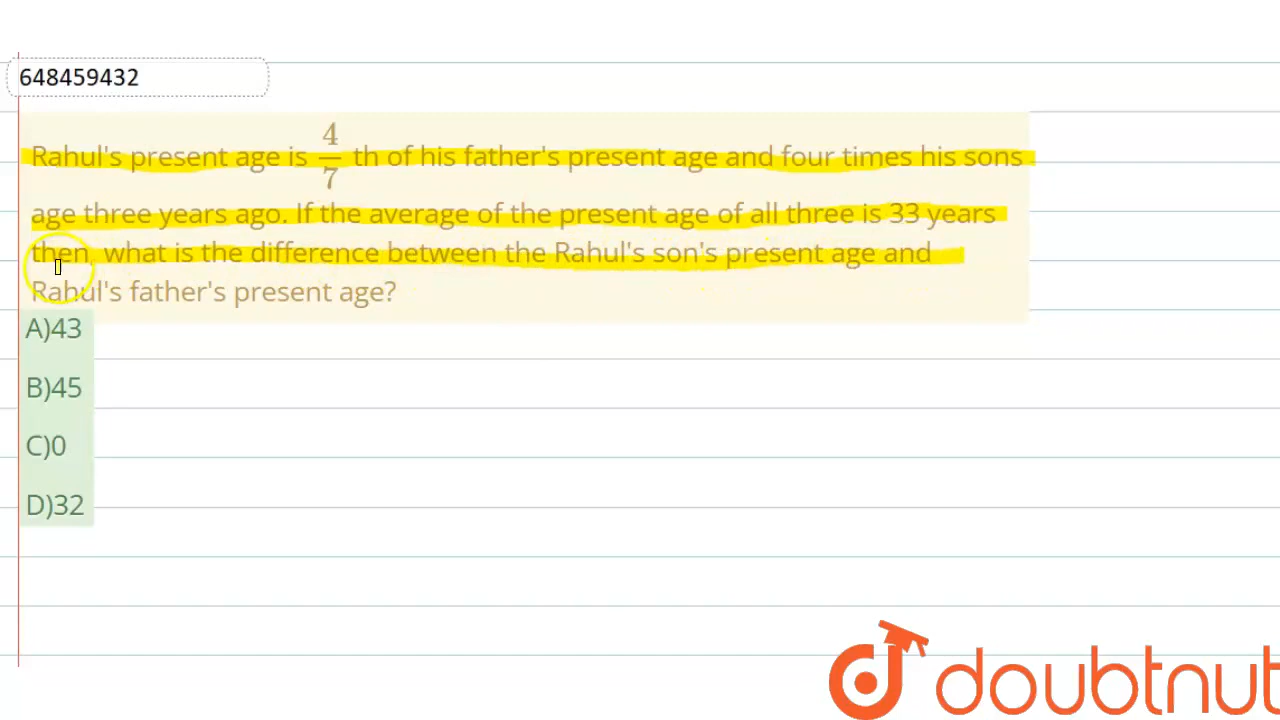 648459432
Rahul's present age is 4/7 th of his father's present age and four times his sons
age three years ago. If the average of the present age of all three is 33 years
then, what is the difference between the Rahul's son's present age and
Rahul's father's present age?
A)43
B)45
C)0
D)32
doubtnut